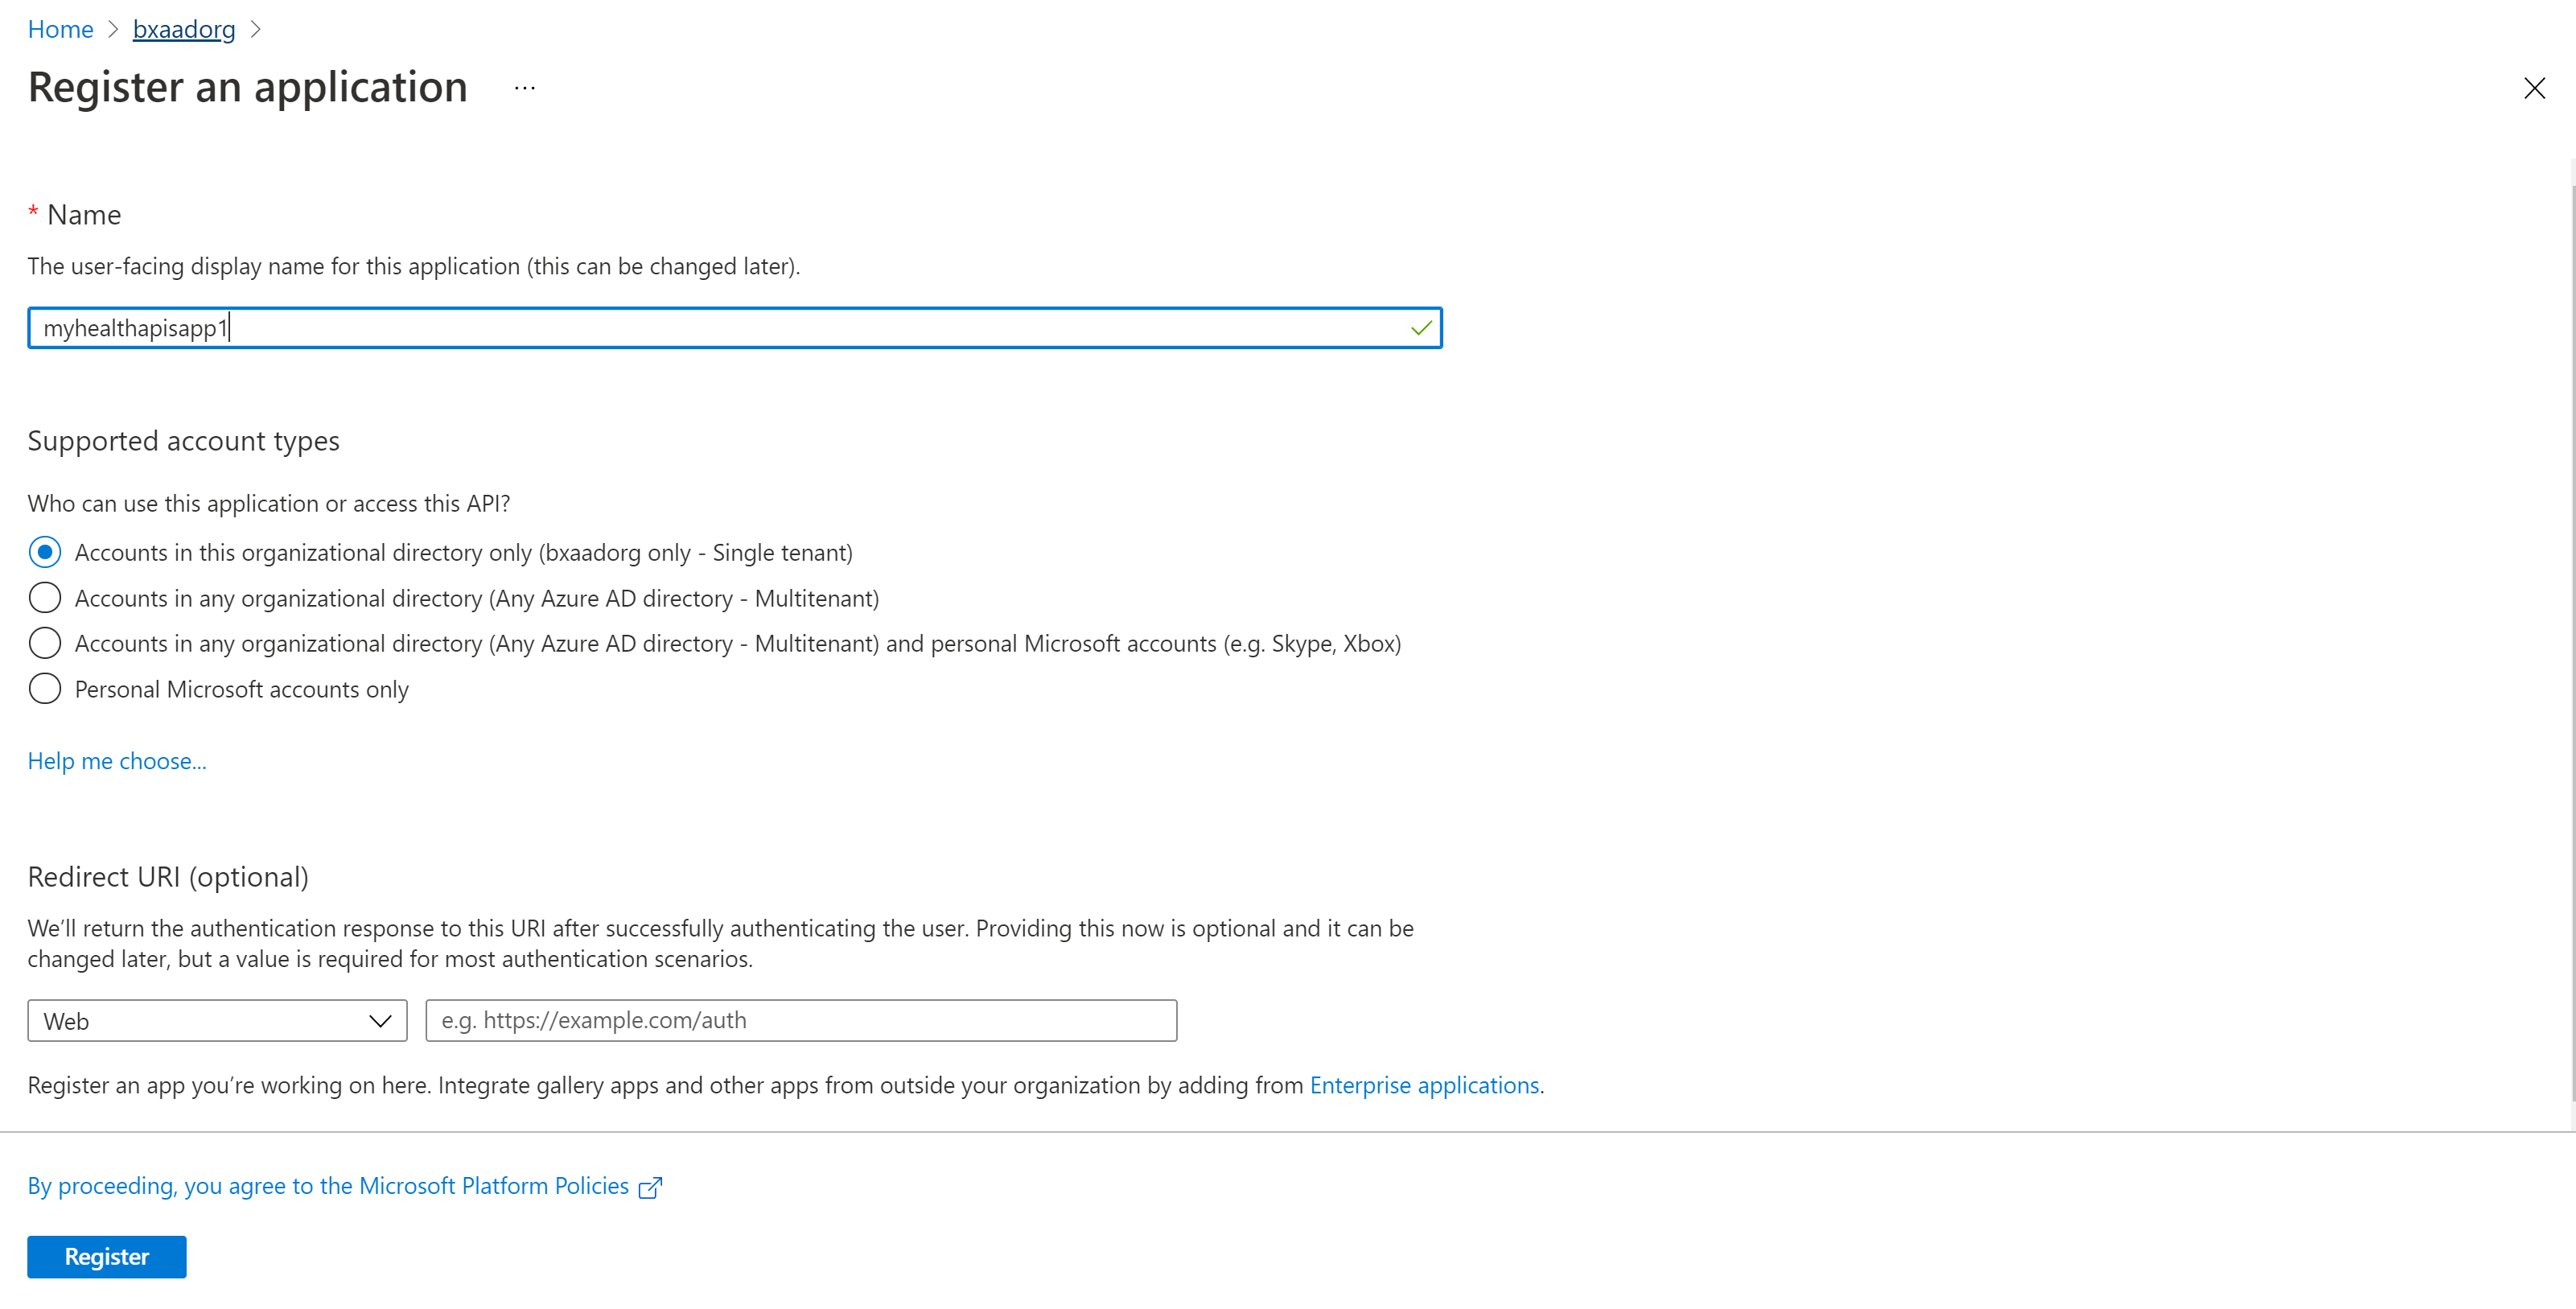 Home > bxaadorg >
Register an application ...
* Name
The user-facing display name for this application (this can be changed later).
myhealthapisapp1
Supported account types
Who can use this application or access this API?
Accounts in this organizational directory only (bxaadorg only - Single tenant)
Accounts in any organizational directory (Any Azure AD directory - Multitenant)
Accounts in any organizational directory (Any Azure AD directory - Multitenant) and personal Microsoft accounts (e.g. Skype, Xbox)
Personal Microsoft accounts only
Help me choose...
Redirect URI (optional)
We’ll return the authentication response to this URI after successfully authenticating the user. Providing this now is optional and it can be
changed later, but a value is required for most authentication scenarios.
Web e.g. https://example.com/auth
Register an app you’re working on here. Integrate gallery apps and other apps from outside your organization by adding from Enterprise applications.
By proceeding, you agree to the Microsoft Platform Policies
Register